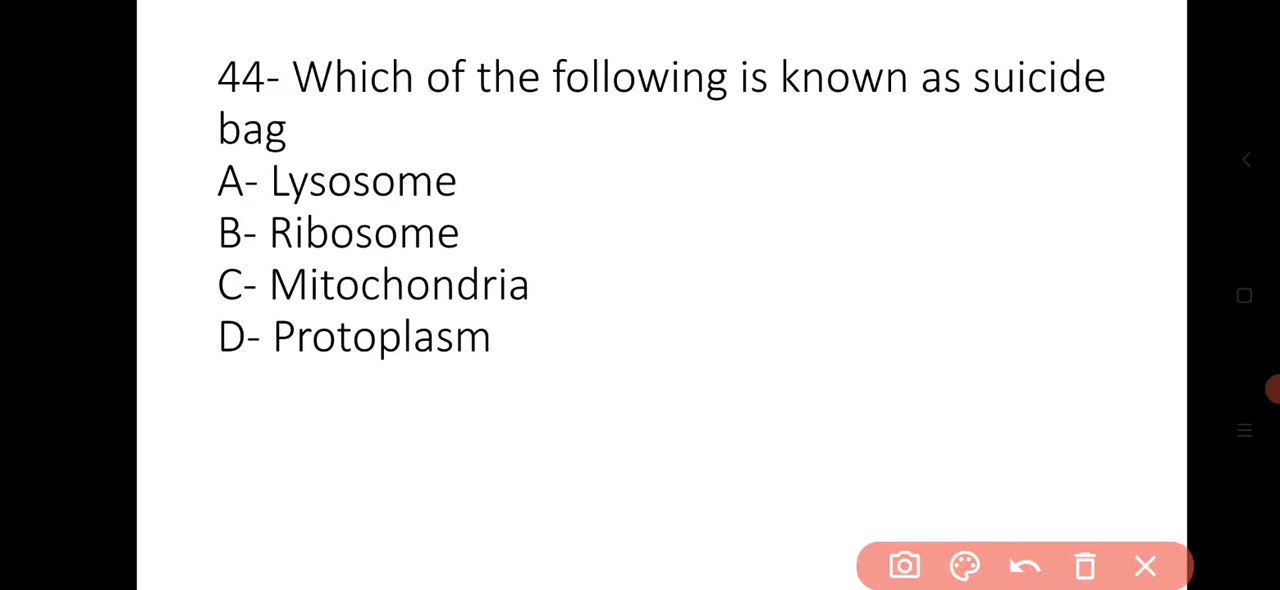 44- Which of the following is known as suicide
bag
A- Lysosome
B- Ribosome
C- Mitochondria
D- Protoplasm